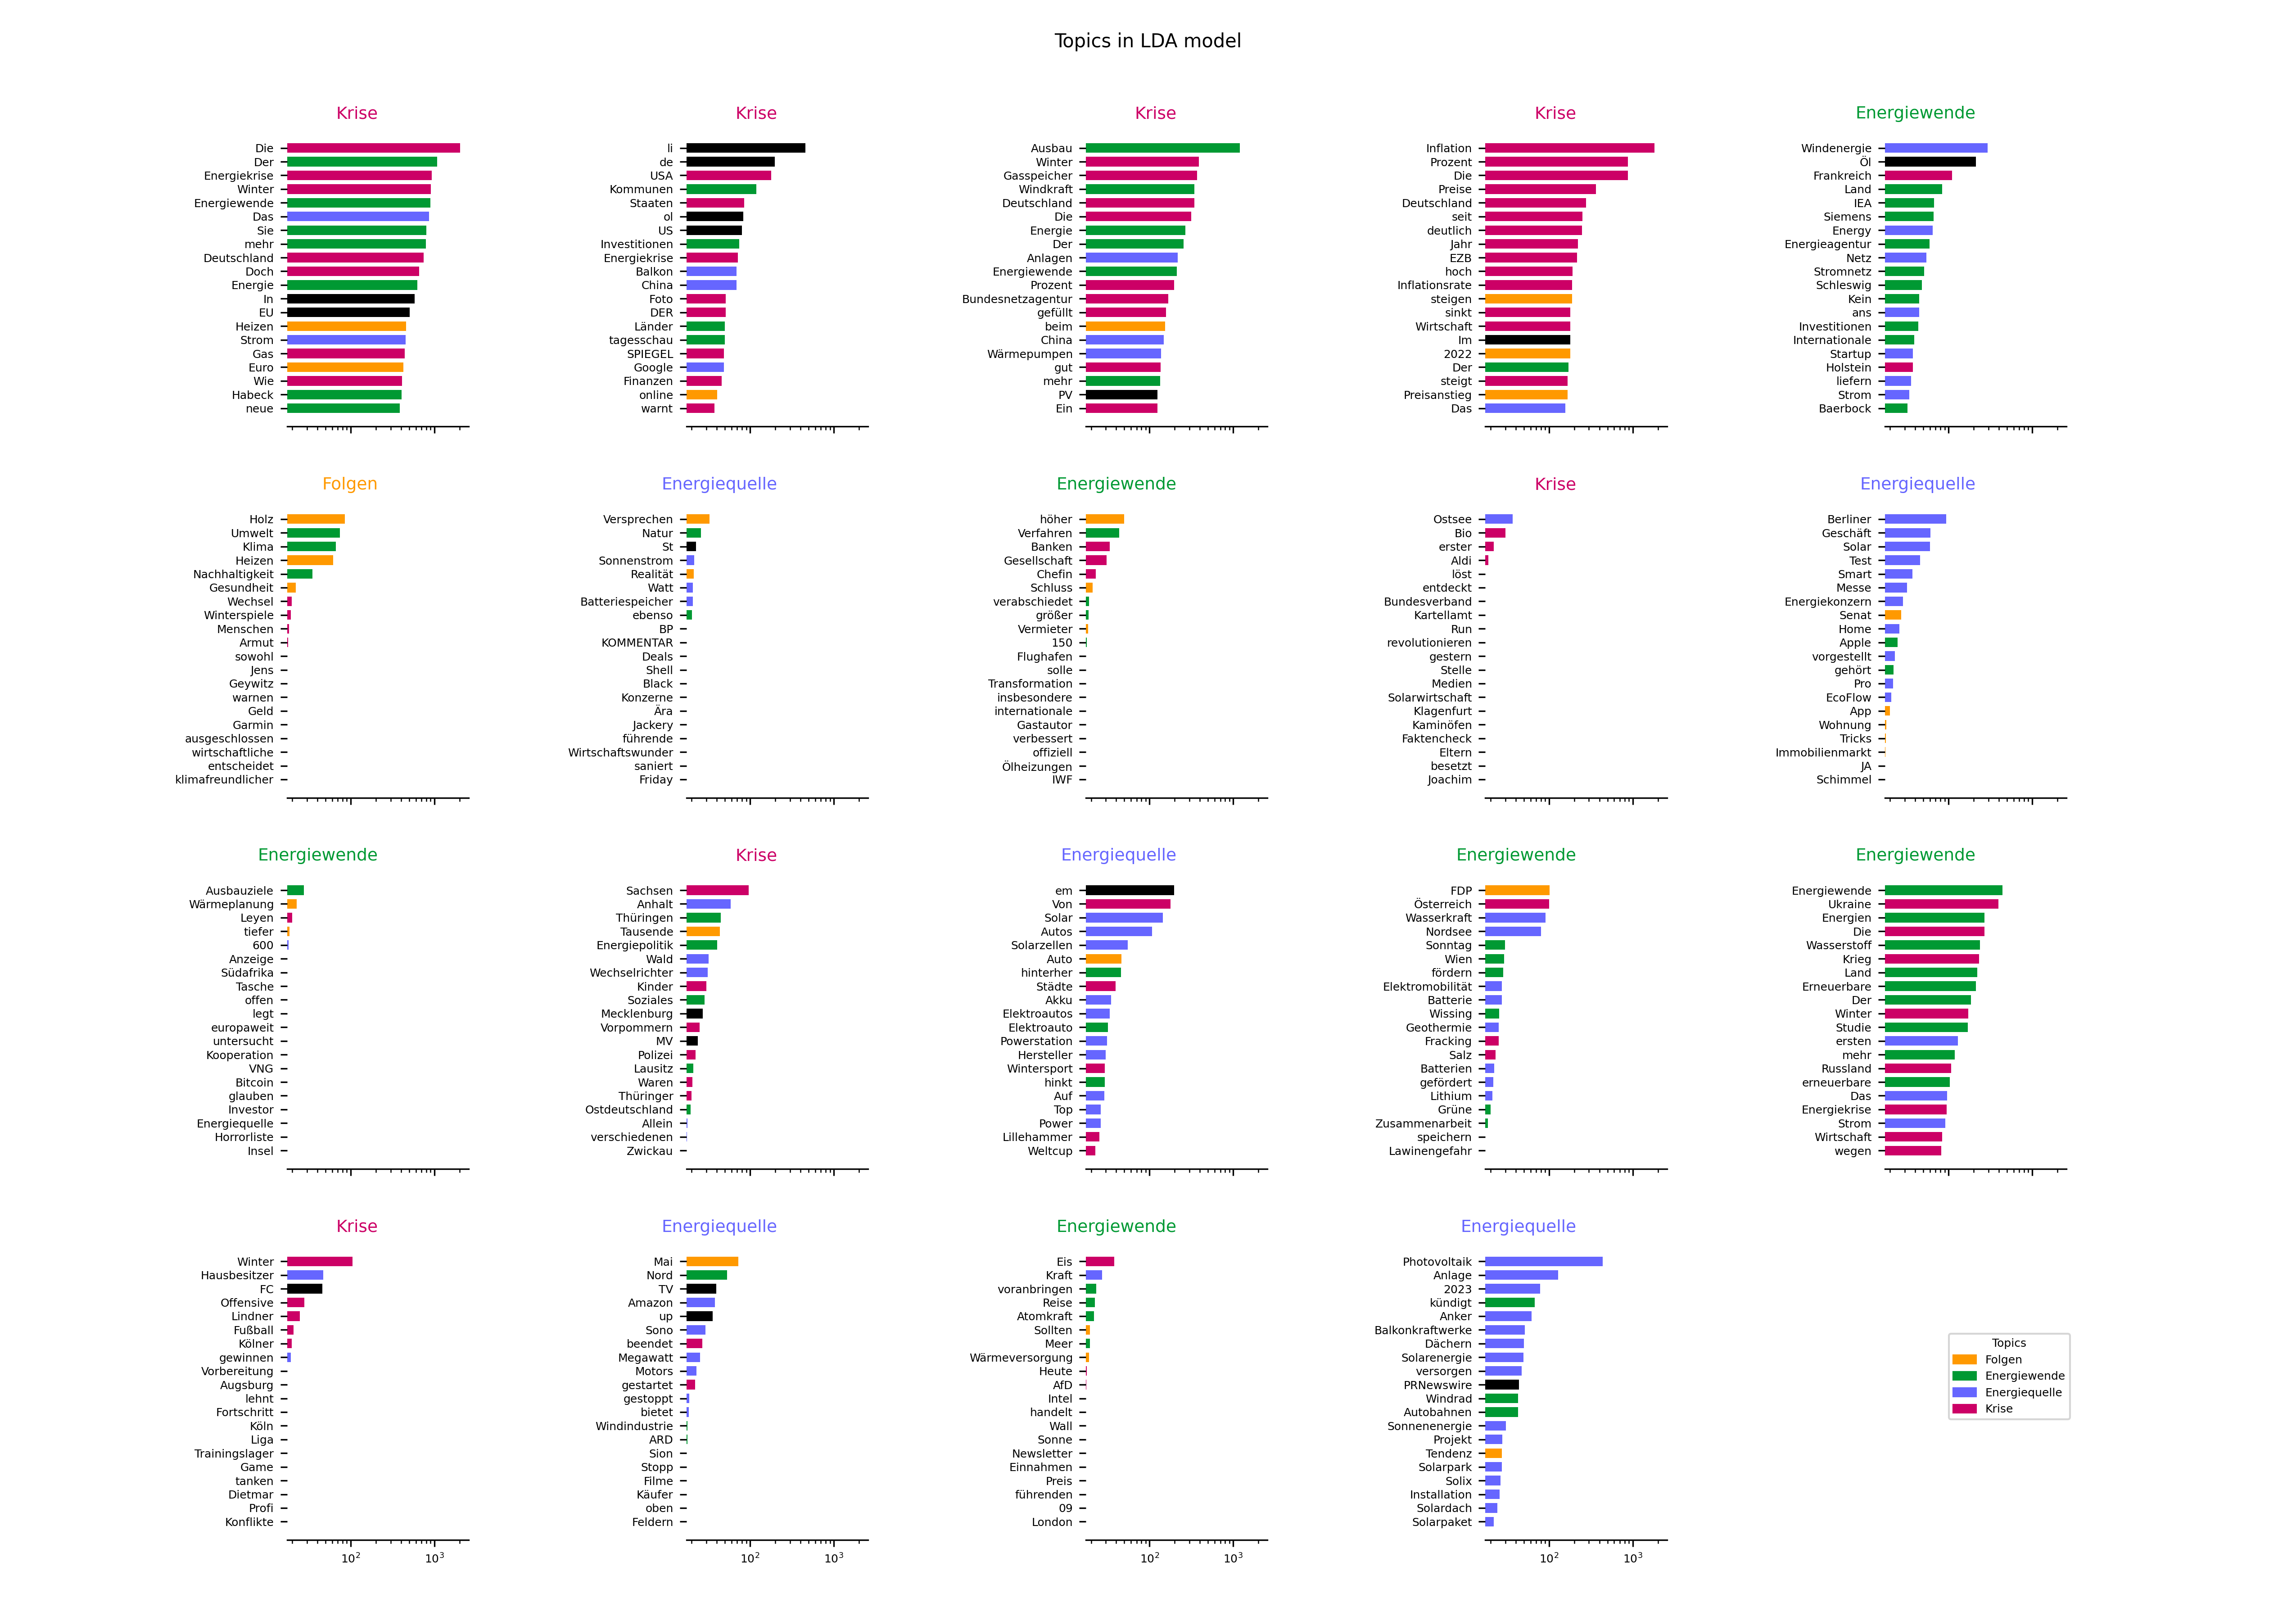 Topics in LDA model
Krise
Die
Der
Energiekrise
Winter
Energiewende
Das
Sie
mehr
Deutschland
Doch
Energie
In
EU
Heizen
Strom
Gas
Euro
Wie
Habeck
neue
Krise
li
de
USA
Kommunen
Staaten
ol
US
Investitionen
Energiekrise
Balkon
China
Foto
DER
Länder
tagesschau
SPIEGEL
Google
Finanzen
online
warnt
Krise
Ausbau
Winter
Gasspeicher
Windkraft
Deutschland
Die
Energie
Der
Anlagen
Energiewende
Prozent
Bundesnetzagentur
gefüllt
beim
China
Wärmepumpen
gut
mehr
PV
Ein
Krise
Inflation
Prozent
Die
Preise
Deutschland
seit
deutlich
Jahr
EZB
hoch
Inflationsrate
steigen
sinkt
Wirtschaft
Im
2022
Der
steigt
Preisanstieg
Das
Energiewende
Windenergie
Öl
Frankreich
Land
IEA
Siemens
Energy
Energieagentur
Netz
Stromnetz
Schleswig
Kein
ans
Investitionen
Internationale
Startup
Holstein
liefern
Strom
Baerbock
Folgen
Holz
Umwelt
Klima
Heizen
Nachhaltigkeit
Gesundheit
Wechsel
Winterspiele
Menschen
Armut
sowohl
Jens
Geywitz
warnen
Geld
Garmin
ausgeschlossen
wirtschaftliche
entscheidet
klimafreundlicher
Energiequelle
Versprechen
Natur
St
Sonnenstrom
Realität
Watt
Batteriespeicher
ebenso
BP
KOMMENTAR
Deals
Shell
Black
Konzerne
Ära
Jackery
führende
Wirtschaftswunder
saniert
Friday
Energiewende
höher
Verfahren
Banken
Gesellschaft
Chefin
Schluss
verabschiedet
größer
Vermieter
150
Flughafen
solle
Transformation
insbesondere
internationale
Gastautor
verbessert
offiziell
Ölheizungen
IWF
Krise
Ostsee
Bio
erster
Aldi
löst
entdeckt
Bundesverband
Kartellamt
Run
revolutionieren
gestern
Stelle
Medien
Solarwirtschaft
Klagenfurt
Kaminöfen
Faktencheck
Eltern
besetzt
Joachim
Energiequelle
Berliner
Geschäft
Solar
Test
Smart
Messe
Energiekonzern
Senat
Home
Apple
vorgestellt
gehört
Pro
EcoFlow
App
Wohnung
Tricks
Immobilienmarkt
JA
Schimmel
Energiewende
Ausbauziele
Wärmeplanung
Leyen
tiefer
600
Anzeige
Südafrika
Tasche
offen
legt
europaweit
untersucht
Kooperation
VNG
Bitcoin
glauben
Investor
Energiequelle
Horrorliste
Insel
Krise
Sachsen
Anhalt
Thüringen
Tausende
Energiepolitik
Wald
Wechselrichter
Kinder
Soziales
Mecklenburg
Vorpommern
MV
Polizei
Lausitz
Waren
Thüringer
Ostdeutschland
Allein
verschiedenen
Zwickau
Energiequelle
em
Von
Solar
Autos
Solarzellen
Auto
hinterher
Städte
Akku
Elektroautos
Elektroauto
Powerstation
Hersteller
Wintersport
hinkt
Auf
Top
Power
Lillehammer
Weltcup
Energiewende
FDP
Österreich
Wasserkraft
Nordsee
Sonntag
Wien
fördern
Elektromobilität
Batterie
Wissing
Geothermie
Fracking
Salz
Batterien
gefördert
Lithium
Grüne
Zusammenarbeit
speichern
Lawinengefahr
Energiewende
Energiewende
Ukraine
Energien
Die
Wasserstoff
Krieg
Land
Erneuerbare
Der
Winter
Studie
ersten
mehr
Russland
erneuerbare
Das
Energiekrise
Strom
Wirtschaft
wegen
Krise
Winter
Hausbesitzer
FC
Offensive
Lindner
Fußball
Kölner
gewinnen
Vorbereitung
Augsburg
lehnt
Fortschritt
Köln
Liga
Trainingslager
Game
tanken
Dietmar
Profi
Konflikte
10² 10³
Energiequelle
Mai
Nord
TV
Amazon
up
Sono
beendet
Megawatt
Motors
gestartet
gestoppt
bietet
Windindustrie
ARD
Sion
Stopp
Filme
Käufer
oben
Feldern
10² 10³
Energiewende
Eis
Kraft
voranbringen
Reise
Atomkraft
Sollten
Meer
Wärmeversorgung
Heute
AfD
Intel
handelt
Wall
Sonne
Newsletter
Einnahmen
Preis
führenden
09
London
10² 10³
Energiequelle
Photovoltaik
Anlage
2023
kündigt
Anker
Balkonkraftwerke
Dächern
Solarenergie
versorgen
PRNewswire
Windrad
Autobahnen
Sonnenenergie
Projekt
Tendenz
Solarpark
Solix
Installation
Solardach
Solarpaket
10² 10³
Topics
Folgen
Energiewende
Energiequelle
Krise